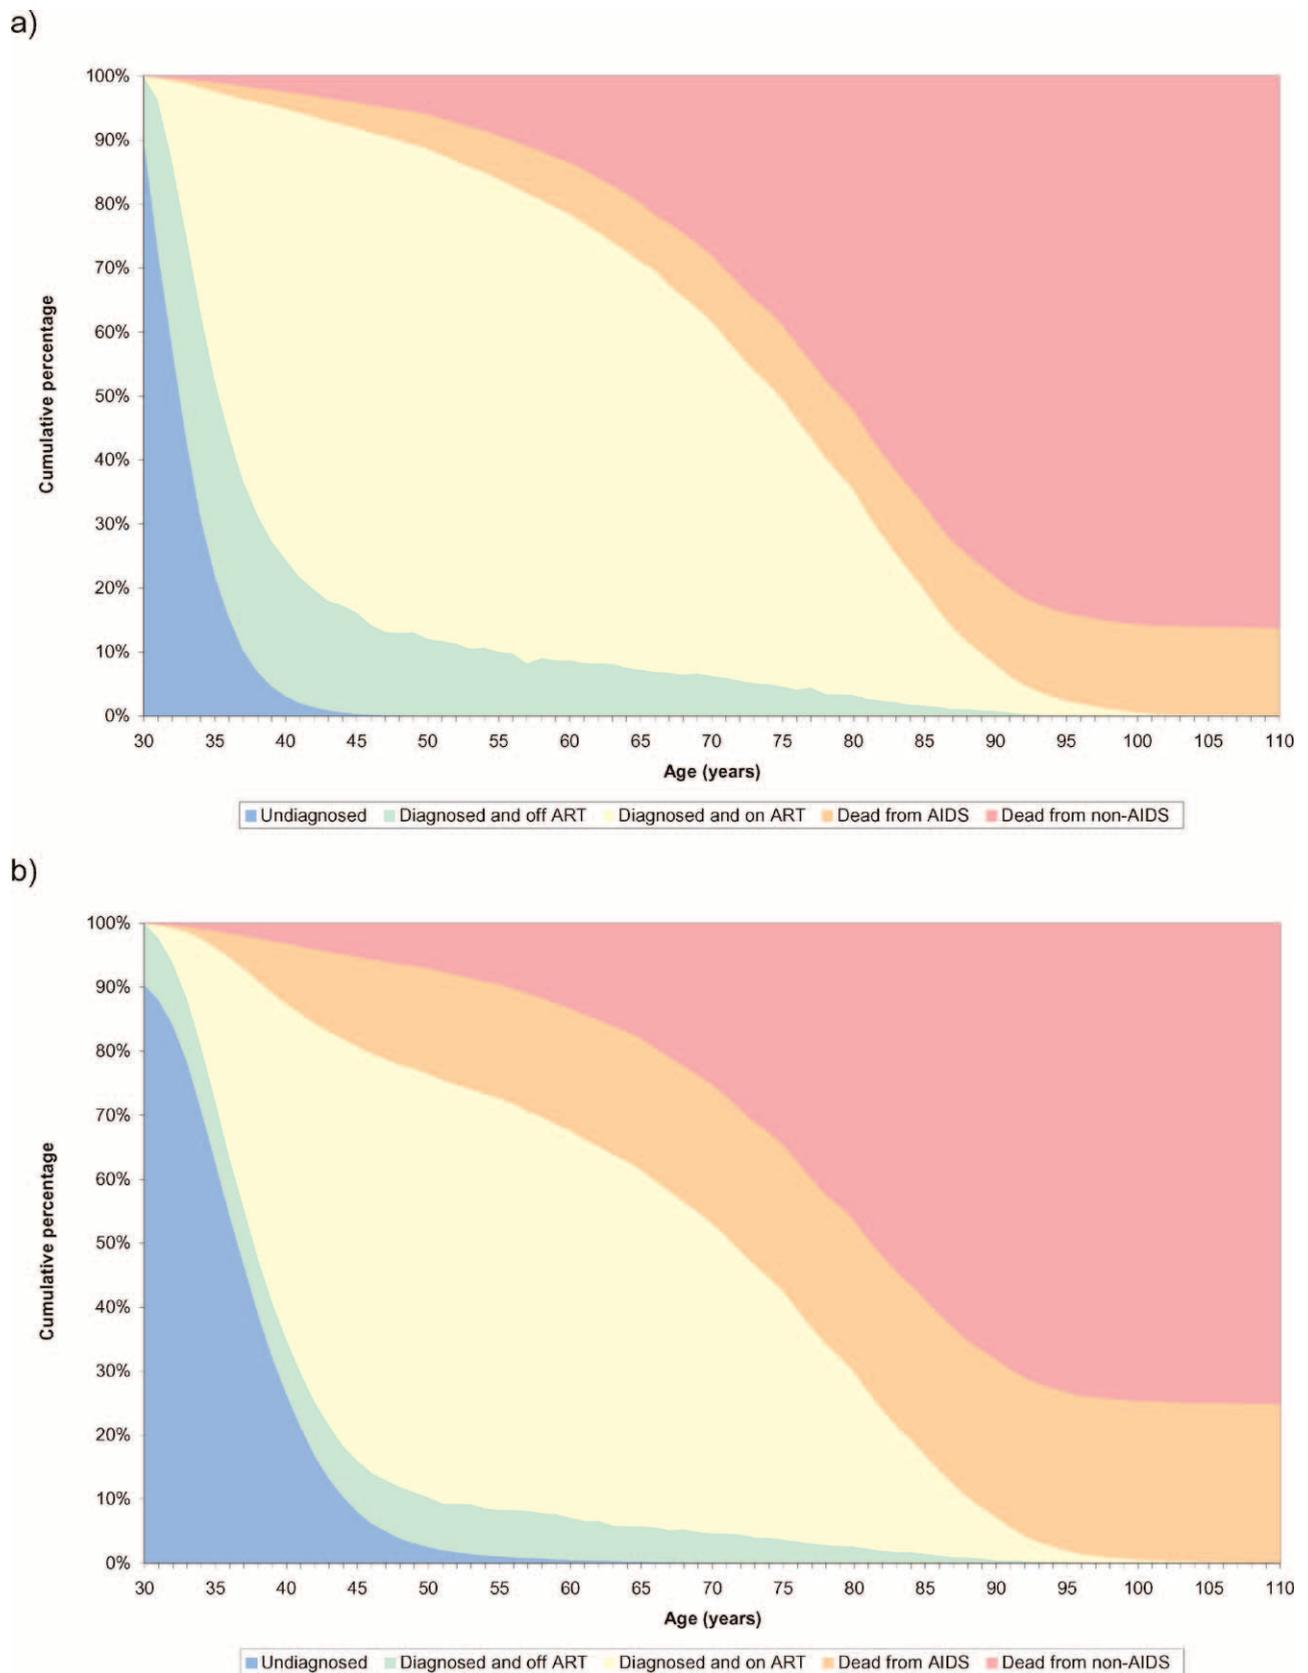 a)
100%
90%
80%
70%
60%
50%
40%
30%
20%
10%
0%
Cumulative percentage
30 35 40 45 50 55 60 65 70 75 80 85 90 95 100 105 110
Age (years)
Undiagnosed Diagnosed and off ART Diagnosed and on ART Dead from AIDS Dead from non-AIDS
b)
100%
90%
80%
70%
60%
50%
40%
30%
20%
10%
0%
Cumulative percentage
30 35 40 45 50 55 60 65 70 75 80 85 90 95 100 105 110
Age (years)
Undiagnosed Diagnosed and off ART Diagnosed and on ART Dead from AIDS Dead from non-AIDS